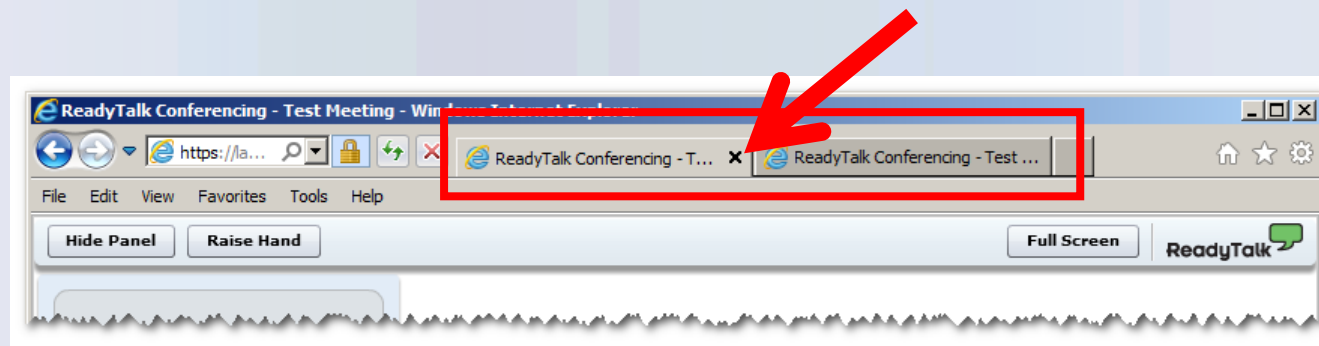 ReadyTalk Conferencing - Test Meeting - Windows Internet Explorer
https://la...
ReadyTalk Conferencing - T...
ReadyTalk Conferencing - Test ...
File Edit View Favorites Tools Help
Hide Panel Raise Hand Full Screen ReadyTalk